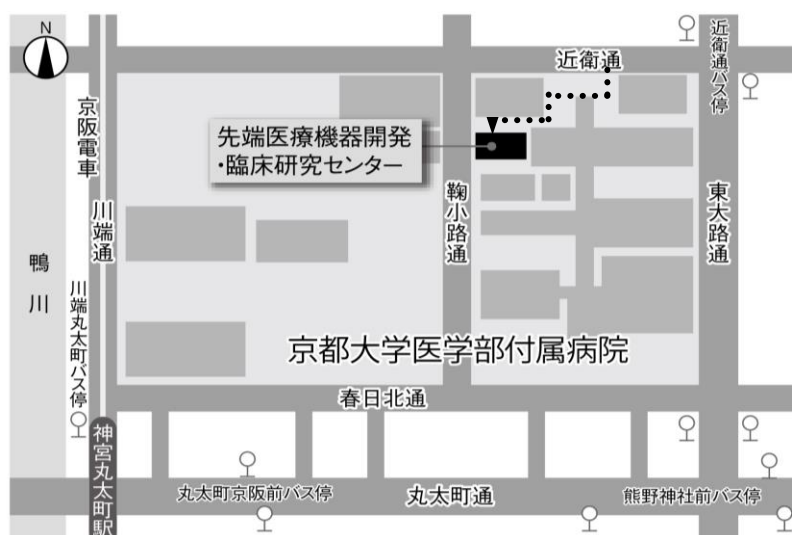 N
近衛通
近衛通バス停
京阪電車
先端医療機器開発
・臨床研究センター
川端通
鞠小路通
東大路通
鴨川
川端丸太町バス停
京都大学医学部付属病院
春日北通
神宮丸太町駅
丸太町京阪前バス停
丸太町通
熊野神社前バス停